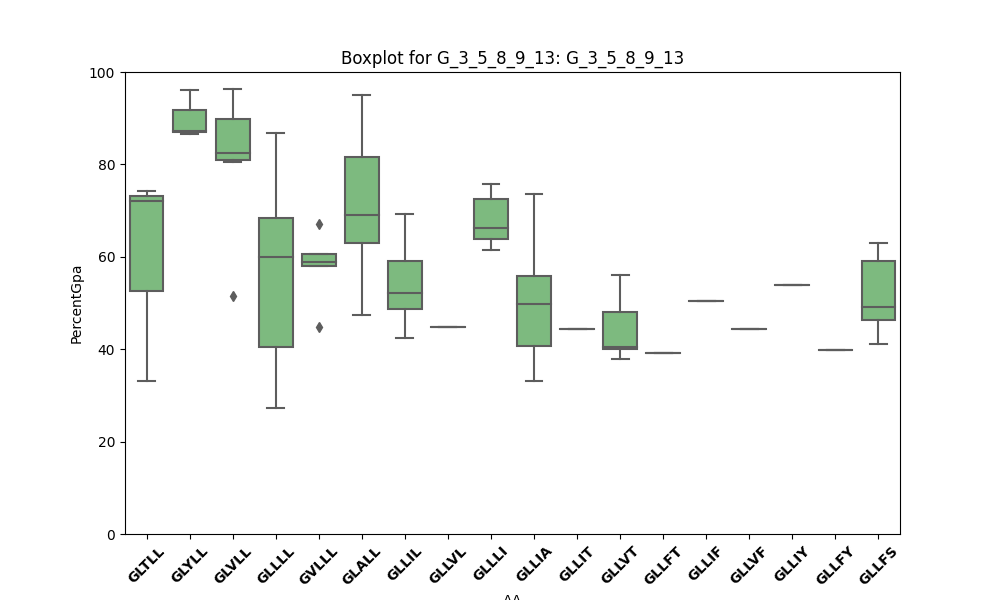 Boxplot for G_3_5_8_9_13: G_3_5_8_9_13
100
80
60
40
20
0
PercentGpa
GLTLL
GLYLL
GLVLL
GLLLL
GVLLL
GLALL
GLLIL
GLLVL
GLLLI
GLLIA
GLLIT
GLLVT
GLLFT
GLLIF
GLLVF
GLLIY
GLLFY
GLLFS
AA